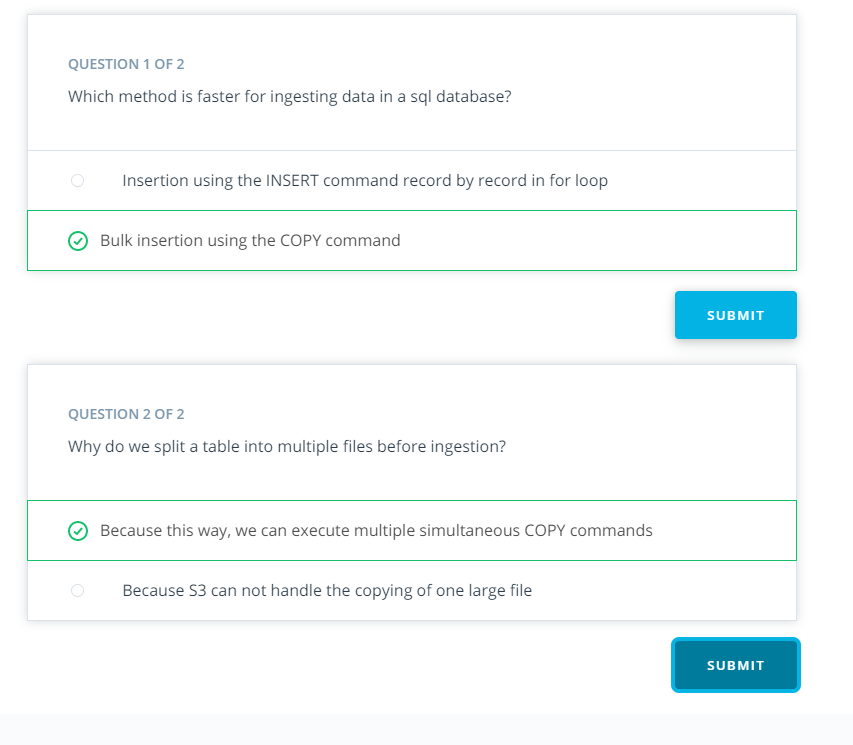 QUESTION 1 OF 2
Which method is faster for ingesting data in a sql database?
Insertion using the INSERT command record by record in for loop
Bulk insertion using the COPY command
SUBMIT
QUESTION 2 OF 2
Why do we split a table into multiple files before ingestion?
Because this way, we can execute multiple simultaneous COPY commands
Because S3 can not handle the copying of one large file
SUBMIT